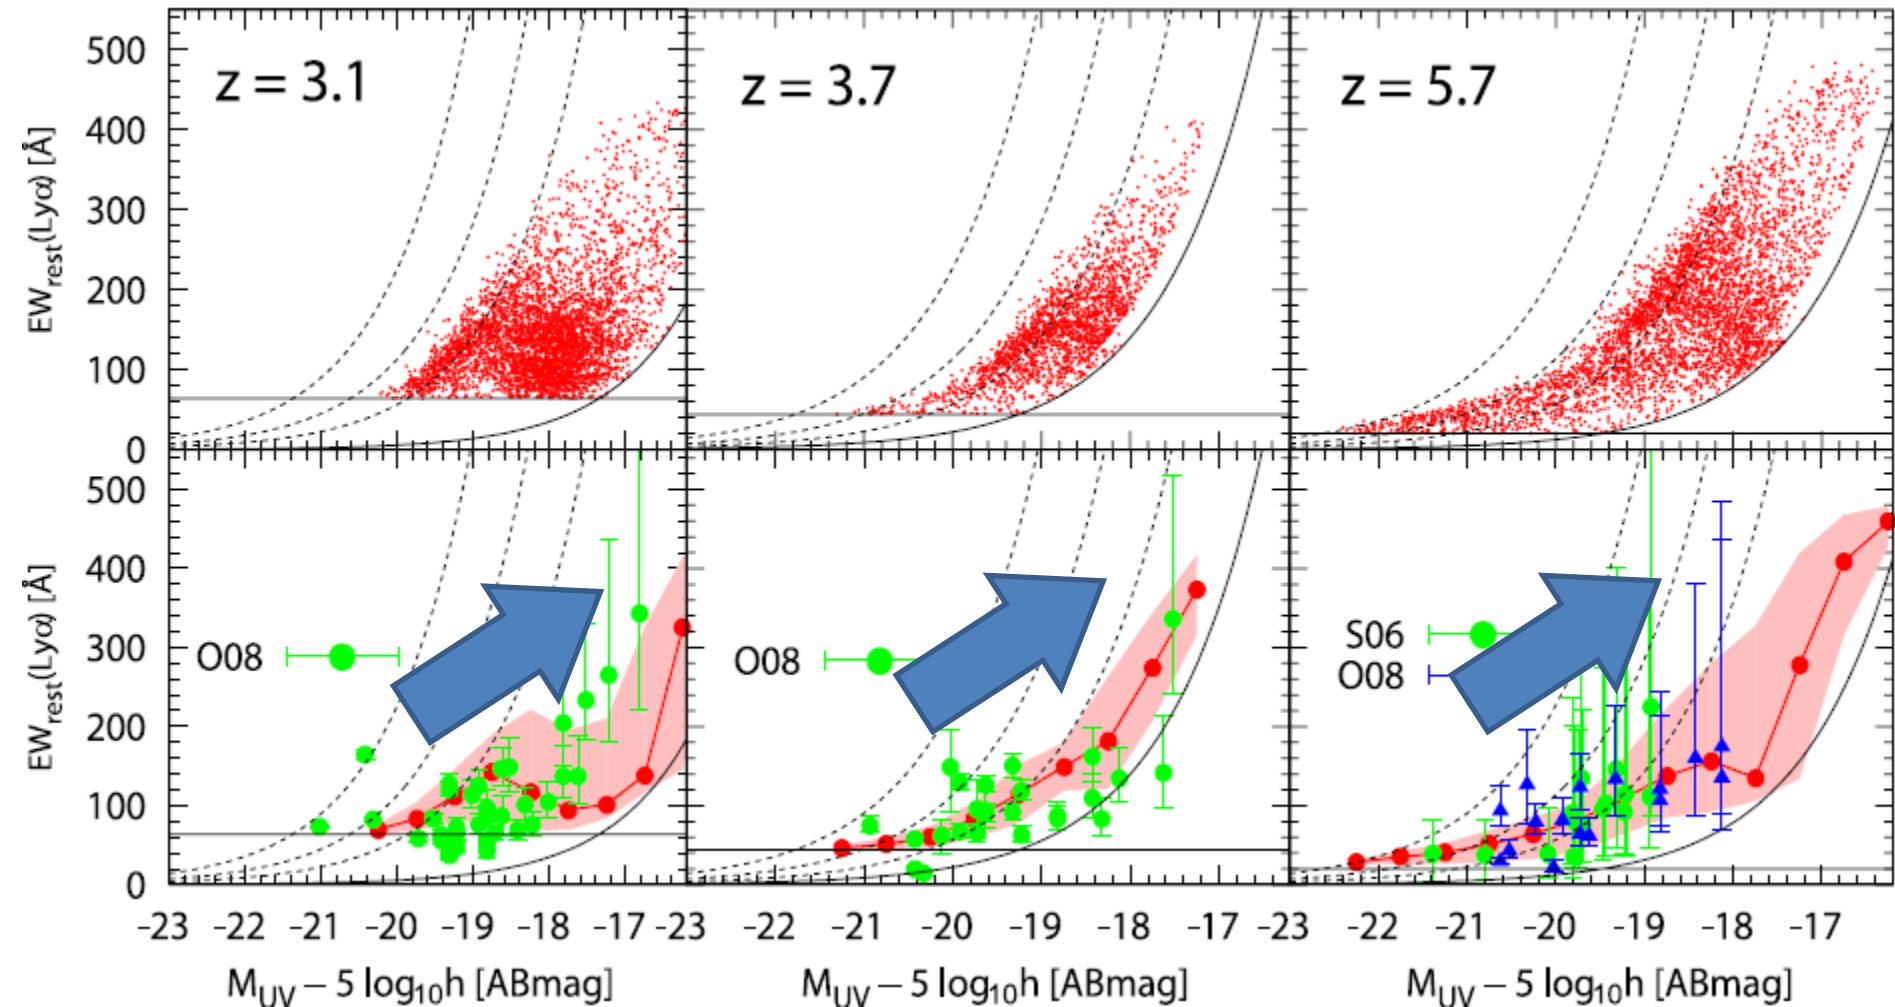 z = 3.1
z = 3.7
z = 5.7
EW_rest(Lyα) [Å]
500
400
300
200
100
0
O08
O08
S06
O08
EW_rest(Lyα) [Å]
500
400
300
200
100
0
-23 -22 -21 -20 -19 -18 -17 -23 -22 -21 -20 -19 -18 -17 -23 -22 -21 -20 -19 -18 -17
M_UV – 5 log_10h [ABmag] M_UV – 5 log_10h [ABmag] M_UV – 5 log_10h [ABmag]